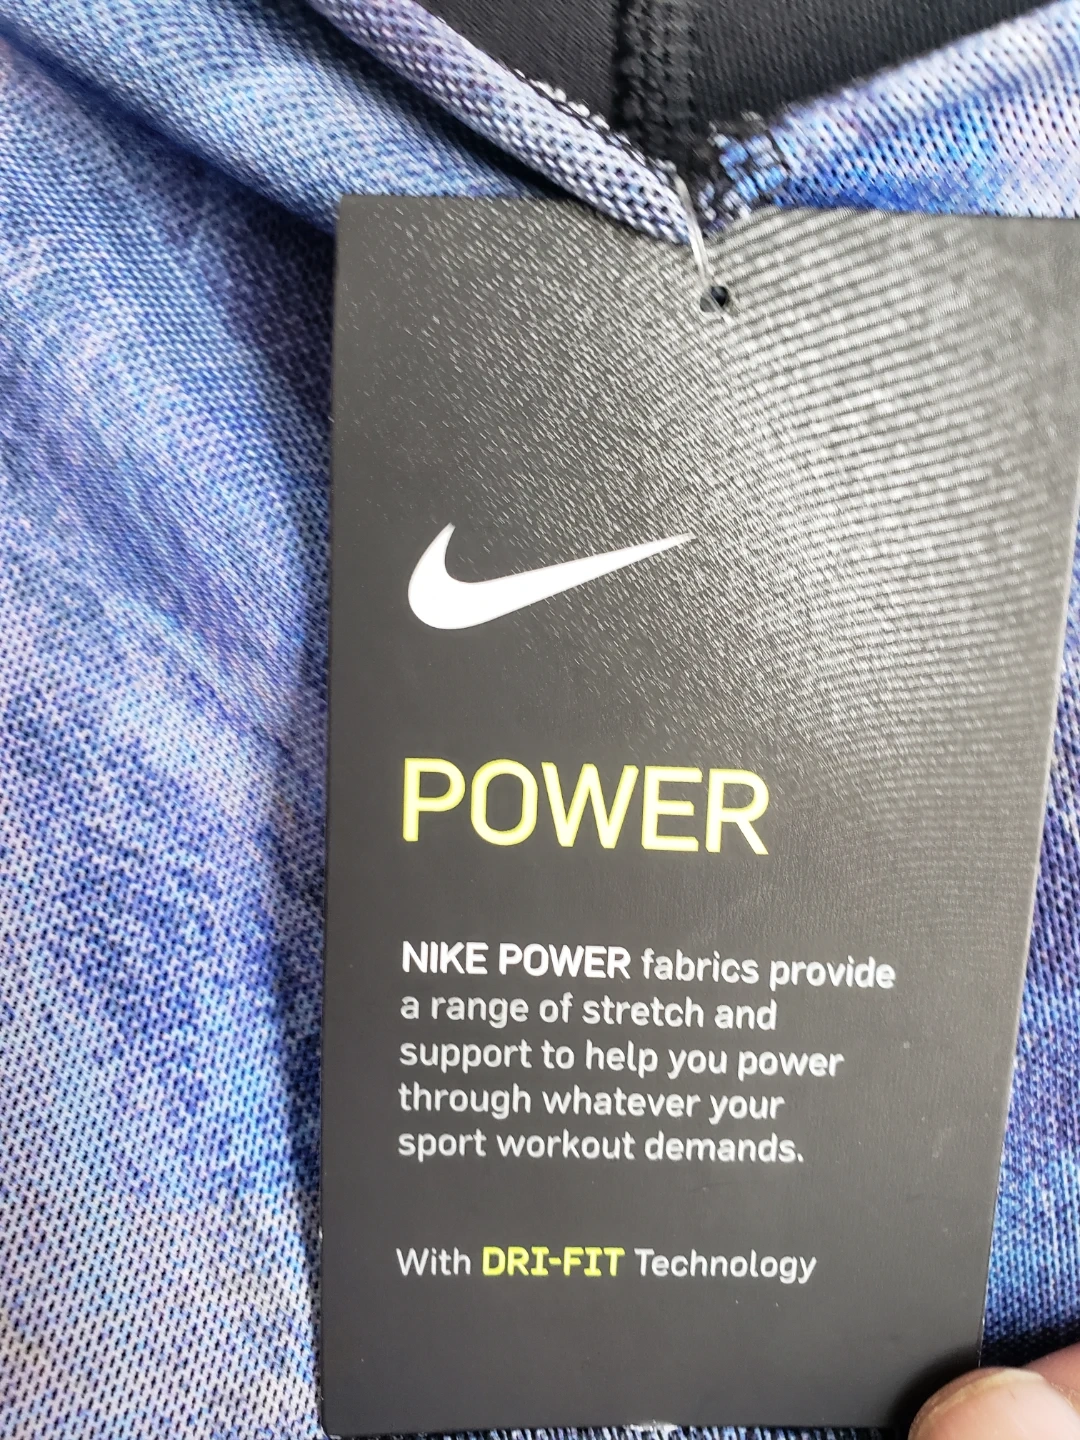 POWER
NIKE POWER fabrics provide
a range of stretch and
support to help you power
through whatever your
sport workout demands.
With DRI-FIT Technology